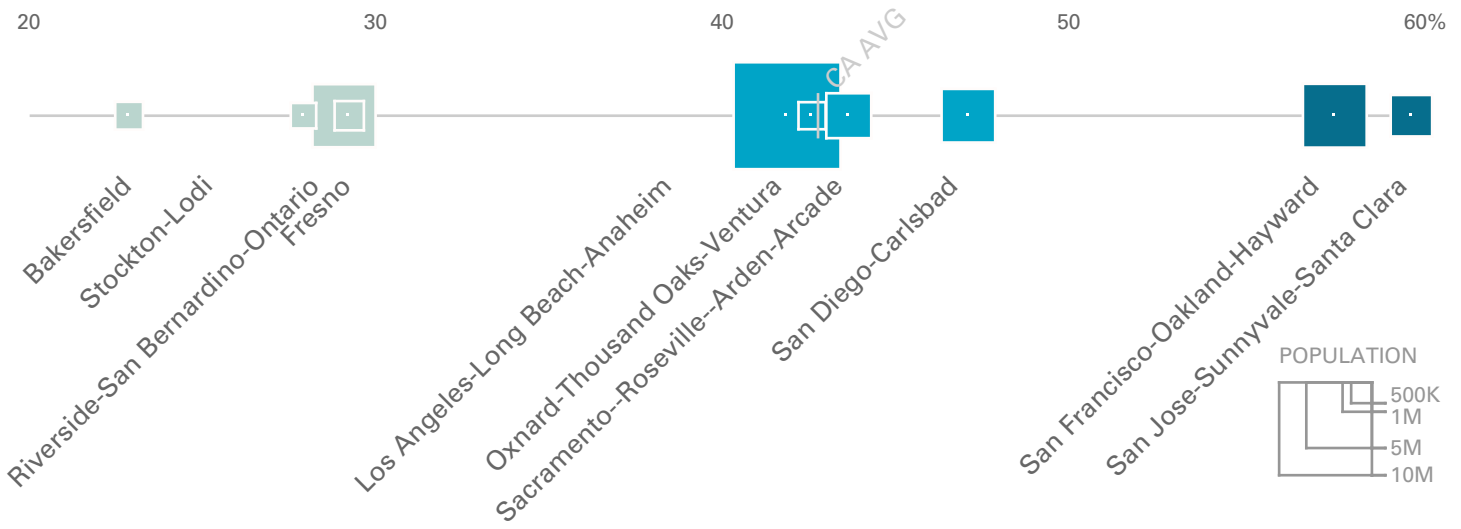 20 30 40 50 60%
CA AVG
Bakersfield
Stockton-Lodi
Riverside-San Bernardino-Ontario
Fresno
Los Angeles-Long Beach-Anaheim
Oxnard-Thousand Oaks-Ventura
Sacramento--Roseville--Arden-Arcade
San Diego-Carlsbad
San Francisco-Oakland-Hayward
San Jose-Sunnyvale-Santa Clara
POPULATION
500K
1M
5M
10M